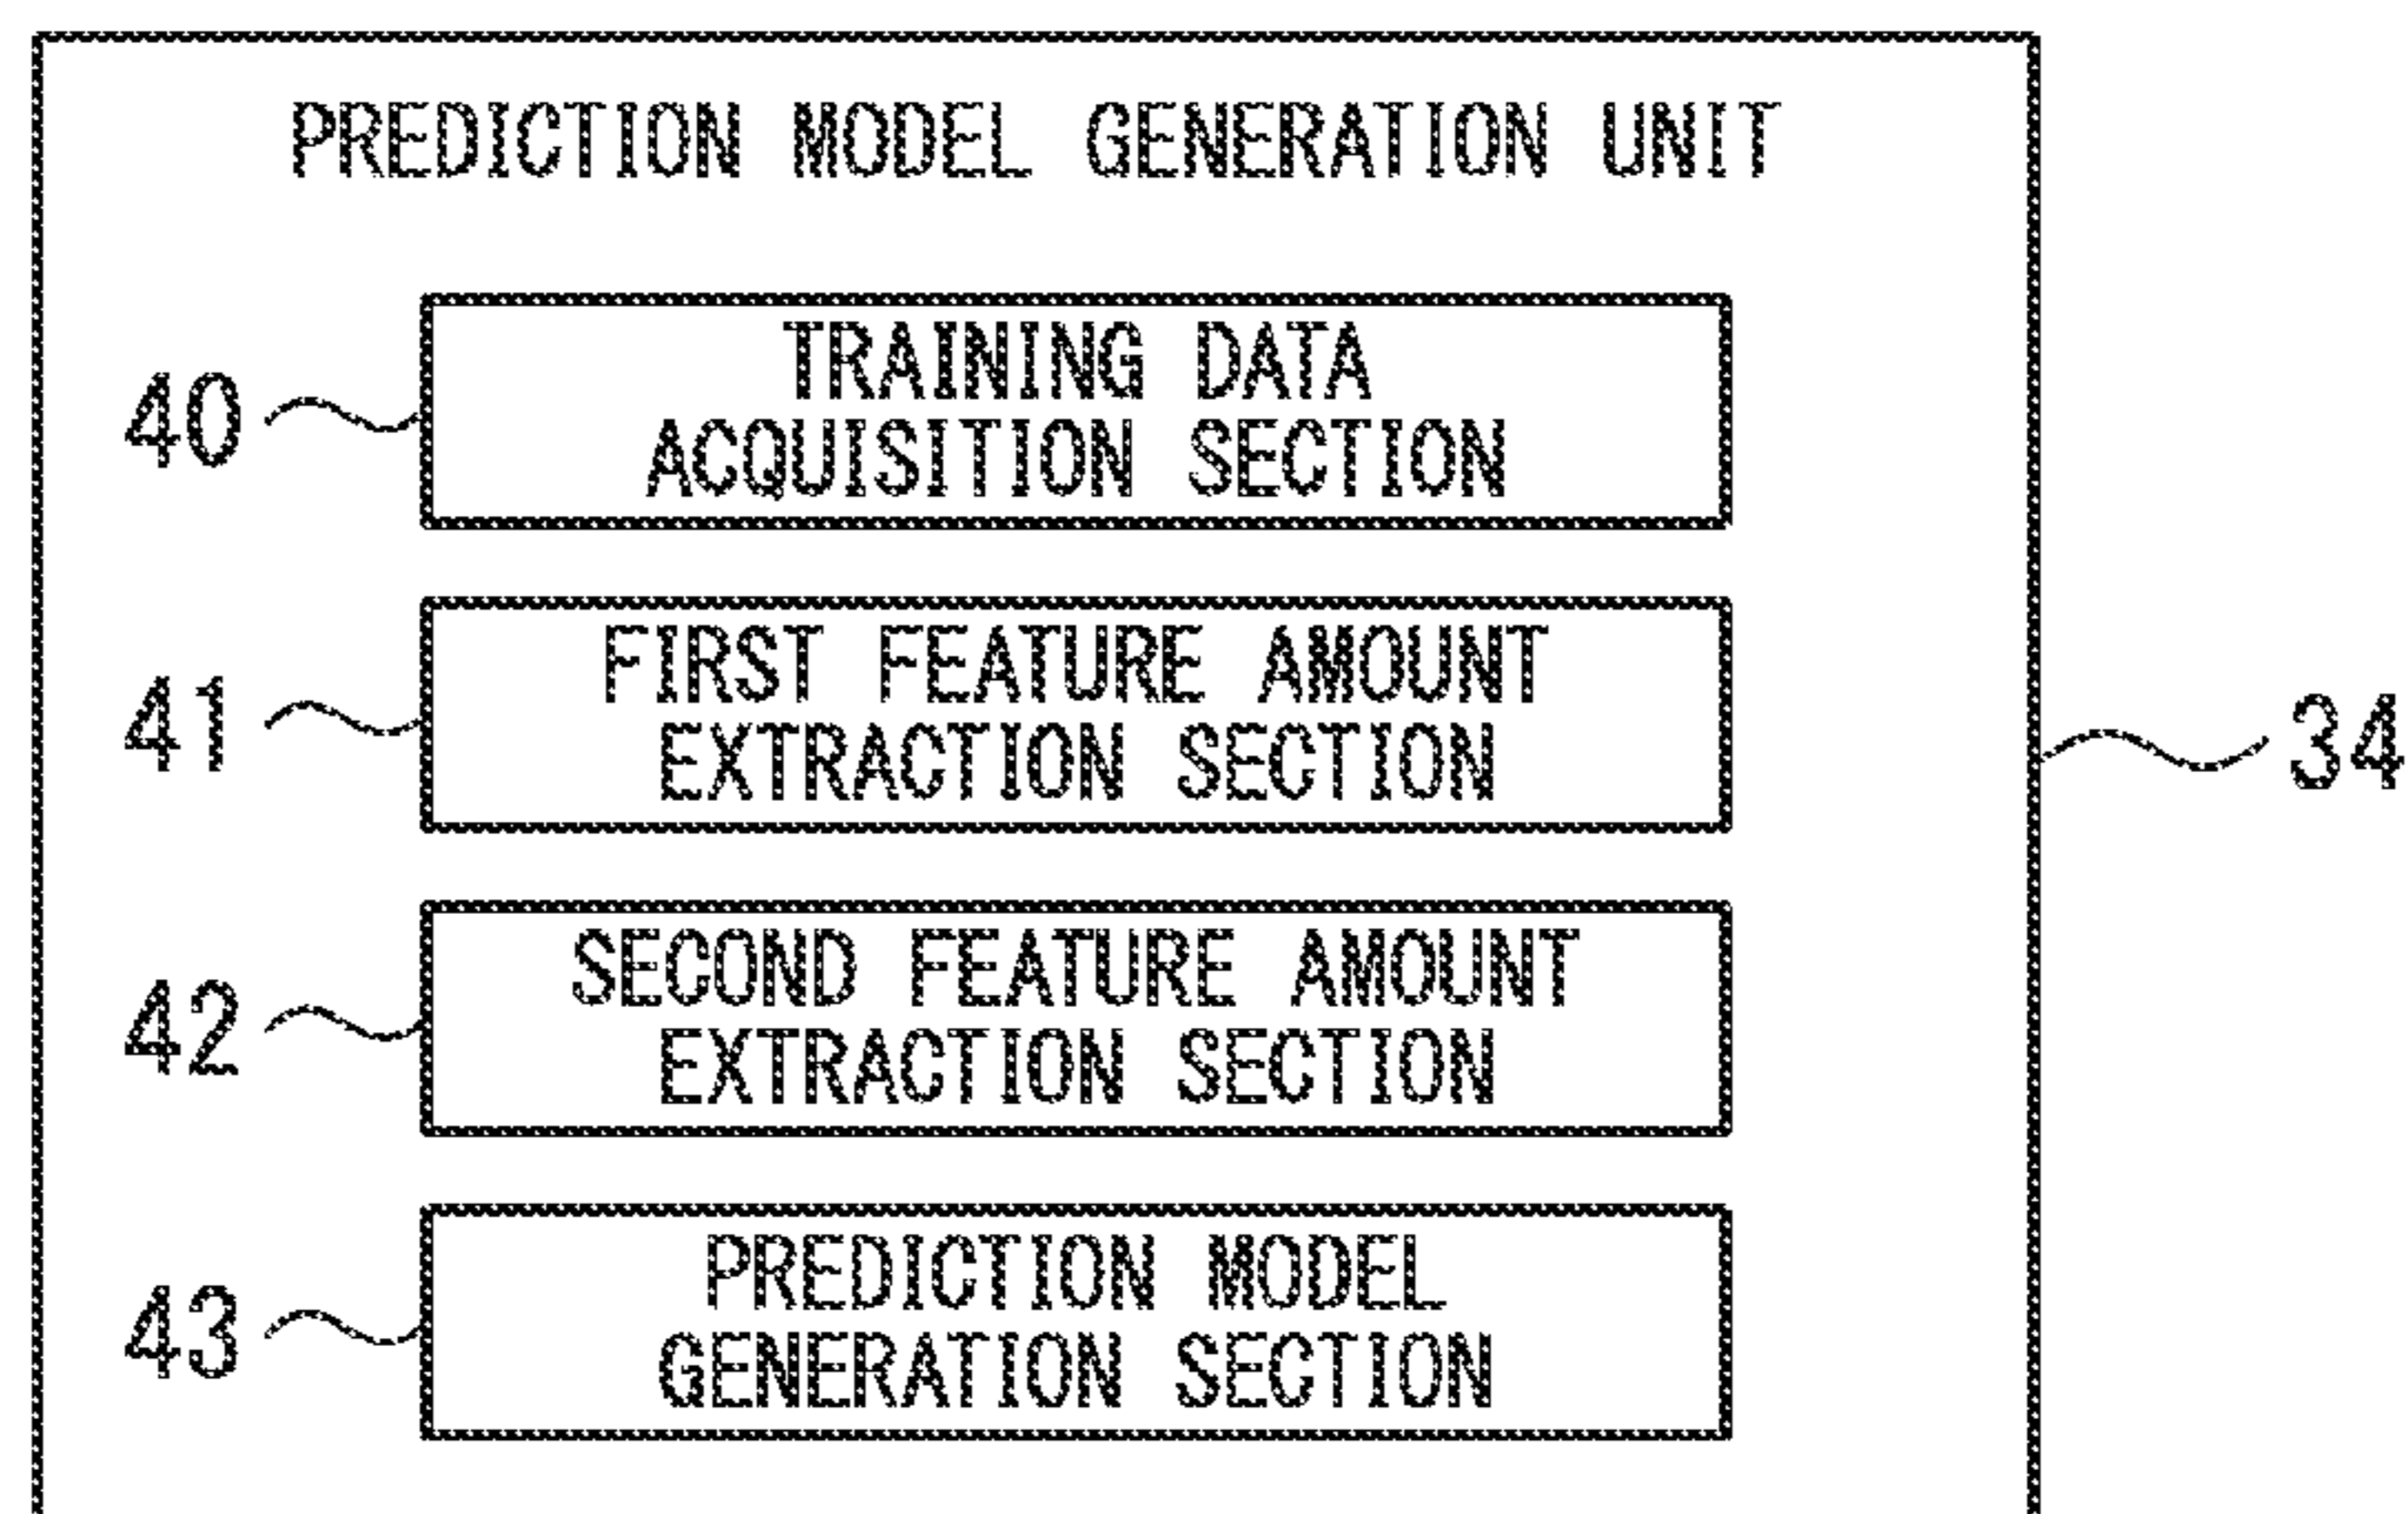 PREDICTION MODEL GENERATION UNIT
TRAINING DATA
40
ACQUISITION SECTION
FIRST FEATURE AMOUNT
41
EXTRACTION SECTION
34
SECOND FEATURE AMOUNT
42
EXTRACTION SECTION
PREDICTION MODEL
43
GENERATION SECTION